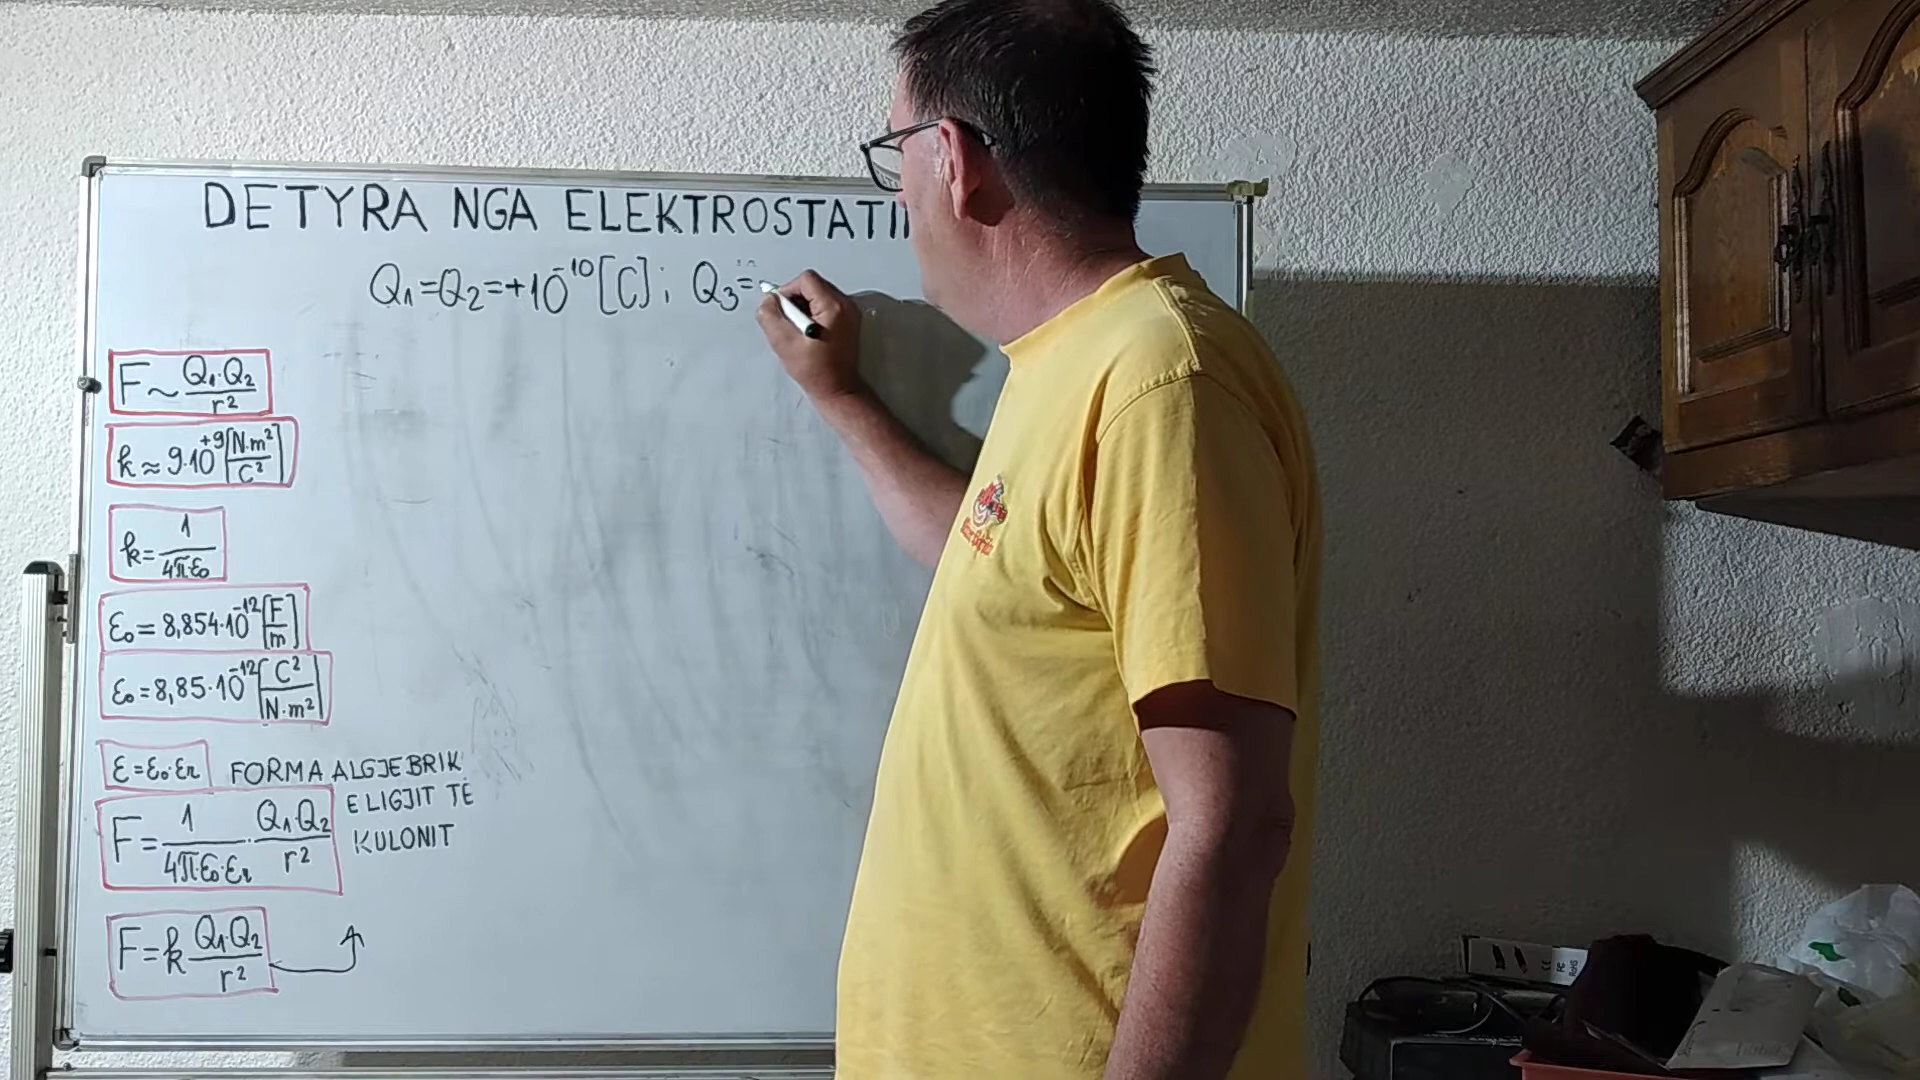 DETYRA NGA ELEKTROSTATI
Q₁=Q₂=+10⁻¹⁰[C]; Q₃=
F~Q₁·Q₂/r²
k≈9·10⁺⁹[N·m²/C²]
k=1/4π·ε₀
ε₀=8,854·10⁻¹²[F/m]
ε₀=8,85·10⁻¹²[C²/N·m²]
ε=ε₀·εr FORMA ALGJEBRIK
E LIGJIT TË
F=1/4π·ε₀·εr·Q₁·Q₂/r² KULONIT
F=k Q₁·Q₂/r²